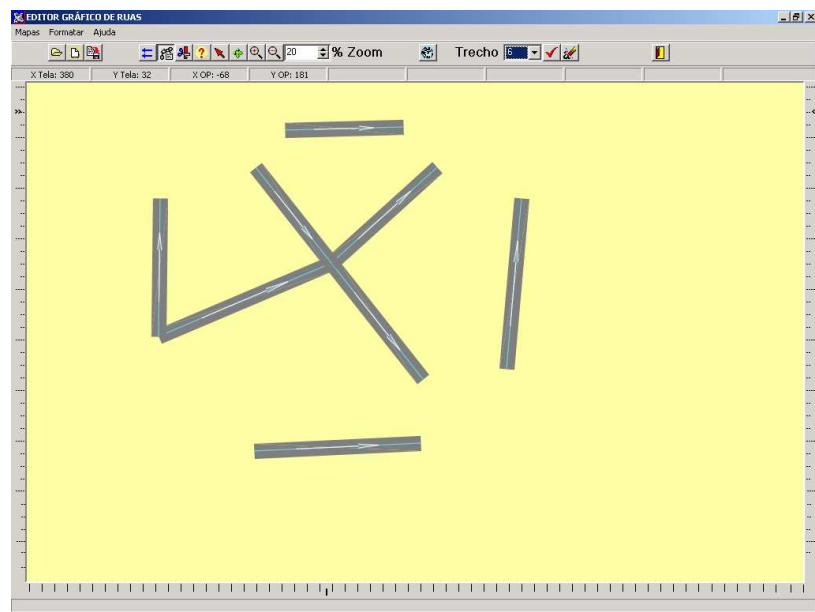 EDITOR GRÁFICO DE RUAS
Mapas Formatar Ajuda
20 % Zoom Trecho 6
X Tela: 380 Y Tela: 32 X OP: -68 Y OP: 181